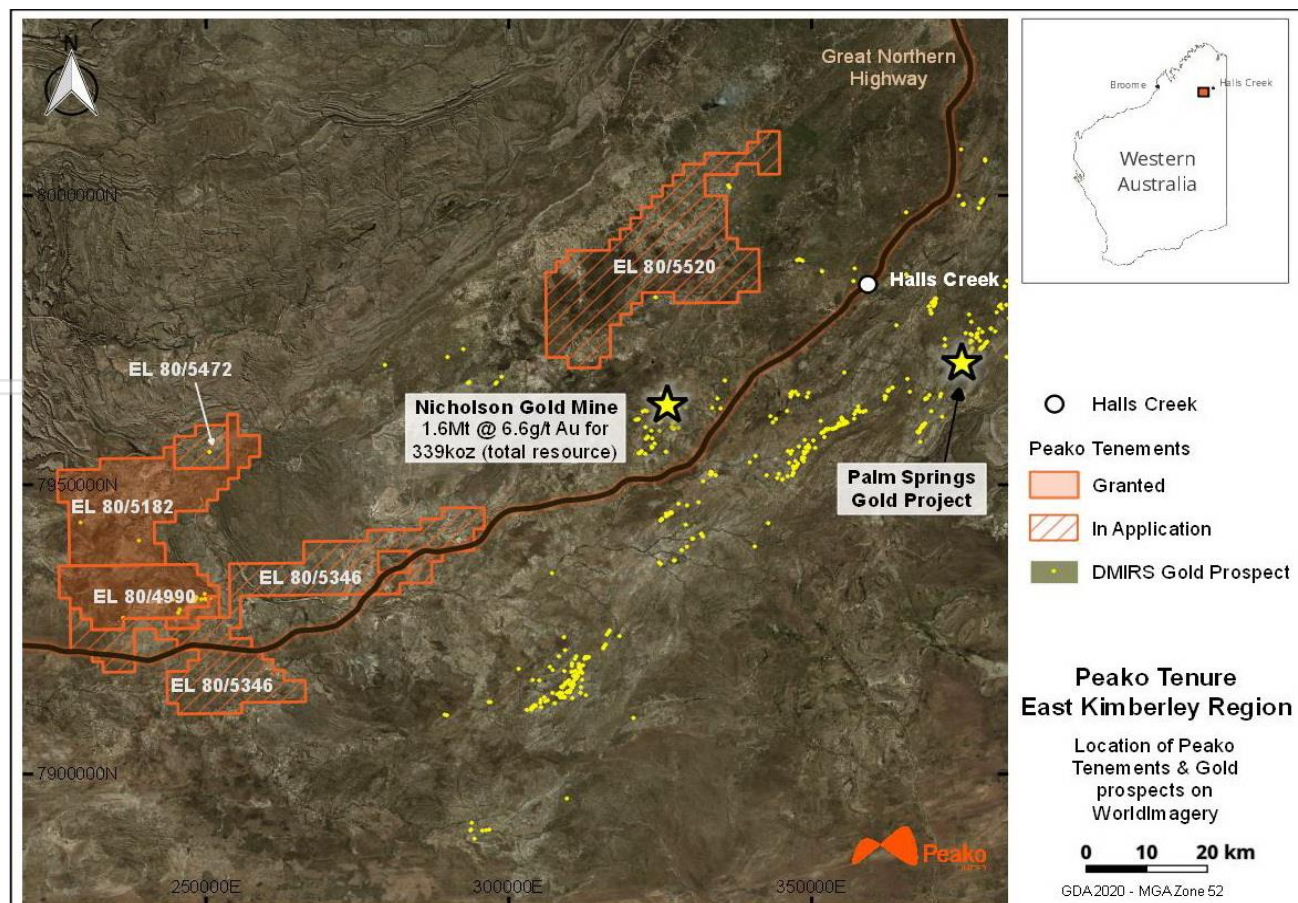 N
Great Northern
Highway
8000000N
EL 80/5520
Halls Creek
EL 80/5472
Nicholson Gold Mine
1.6Mt @ 6.6g/t Au for
339koz (total resource)
Palm Springs
Gold Project
7950000N
EL 80/5182
EL 80/5346
EL 80/4990
EL 80/5346
7900000N
250000E
300000E
350000E
Peako
Broome
Halls Creek
Western
Australia
Halls Creek
Peako Tenements
Granted
In Application
DMIRS Gold Prospect
Peako Tenure
East Kimberley Region
Location of Peako
Tenements & Gold
prospects on
WorldImagery
0 10 20 km
GDA2020 - MGAZone 52